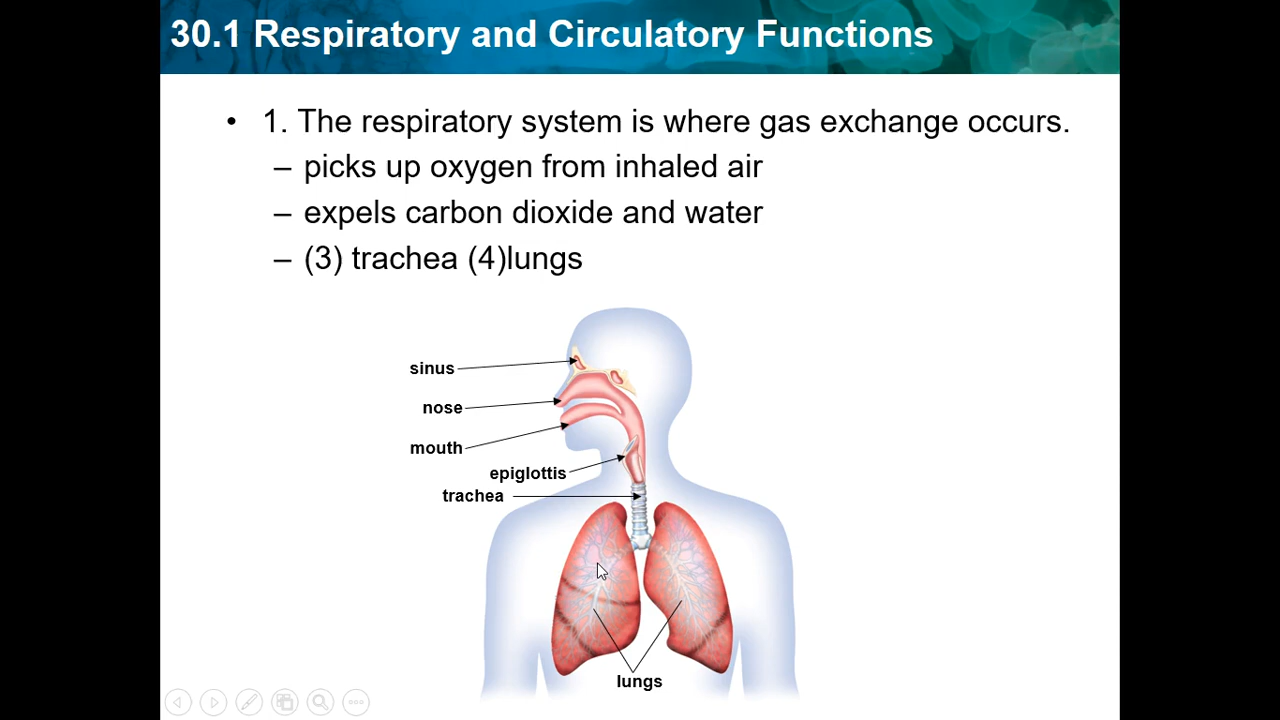 30.1 Respiratory and Circulatory Functions
• 1. The respiratory system is where gas exchange occurs.
– picks up oxygen from inhaled air
– expels carbon dioxide and water
– (3) trachea (4)lungs
sinus
nose
mouth
epiglottis
trachea
lungs